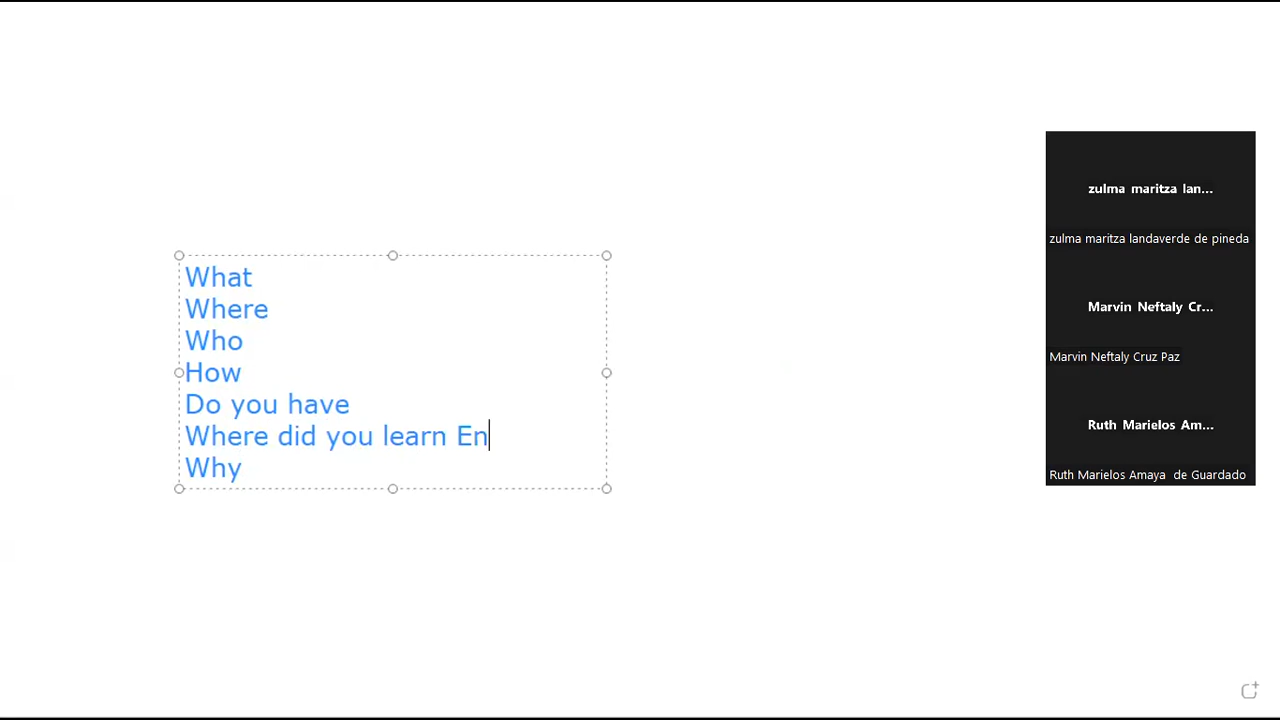 What
Where
Who
How
Do you have
Where did you learn En
Why
zulma maritza lan...
zulma maritza landaverde de pineda
Marvin Neftaly Cr...
Marvin Neftaly Cruz Paz
Ruth Marielos Am...
Ruth Marielos Amaya de Guardado